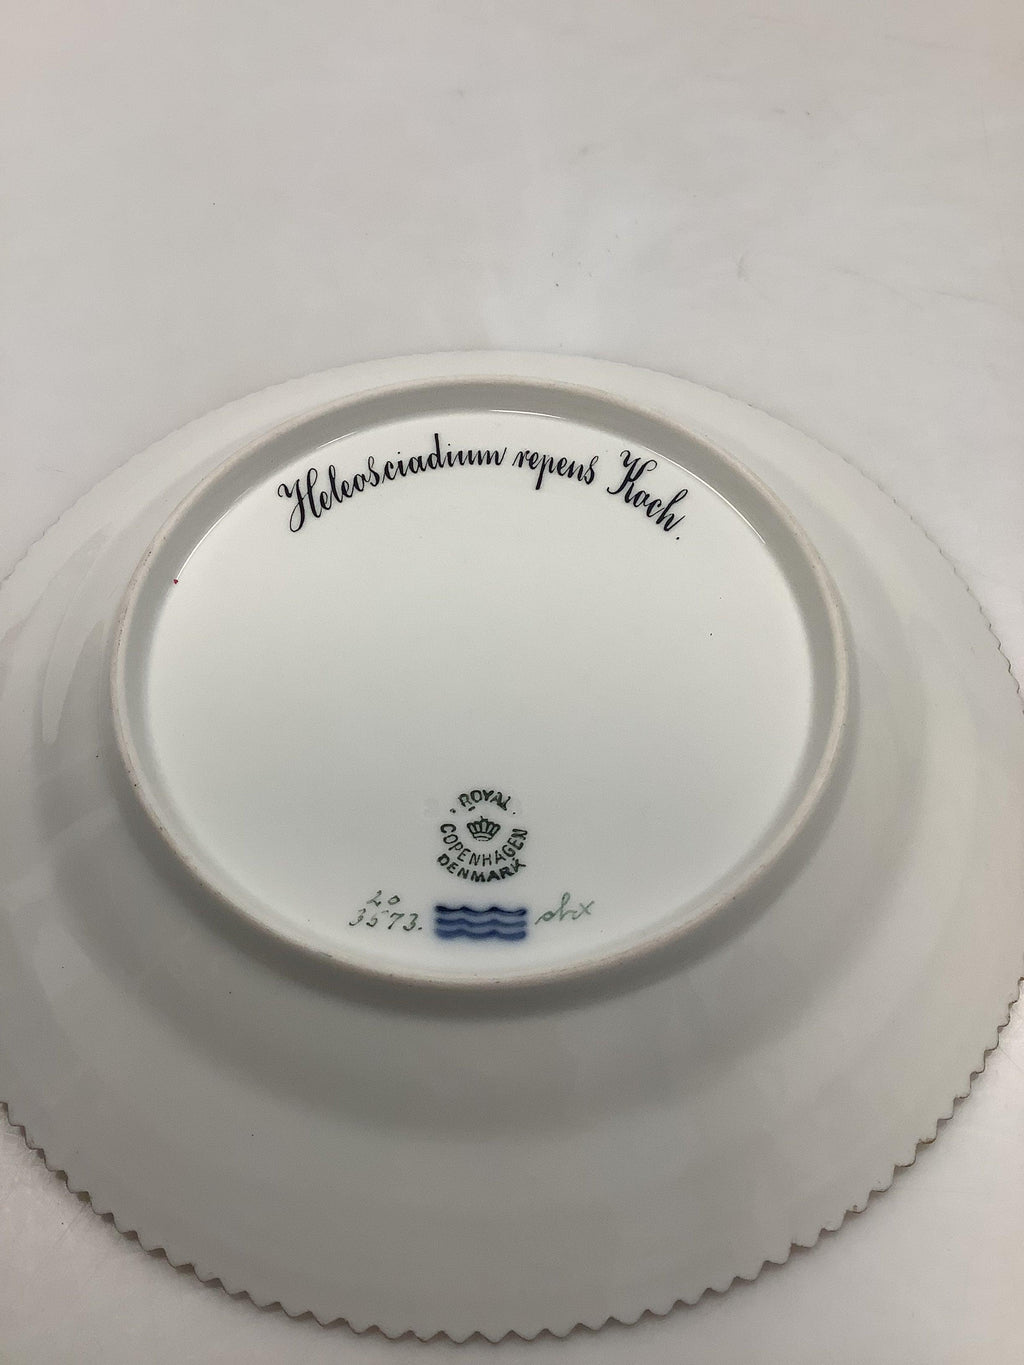 Heleosciadium repens Koch.
ROYAL
COPENHAGEN
DENMARK
20
3573.